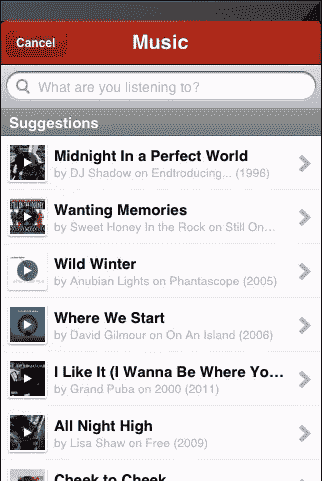 Cancel
Music
What are you listening to?
Suggestions
Midnight In a Perfect World
by DJ Shadow on Endtroducing... (1996)
Wanting Memories
by Sweet Honey In the Rock on Still On...
Wild Winter
by Anubian Lights on Phantascope (2005)
Where We Start
by David Gilmour on On An Island (2006)
I Like It (I Wanna Be Where Yo...
by Grand Puba on 2000 (2011)
All Night High
by Lisa Shaw on Free (2009)
Cheek to Cheek